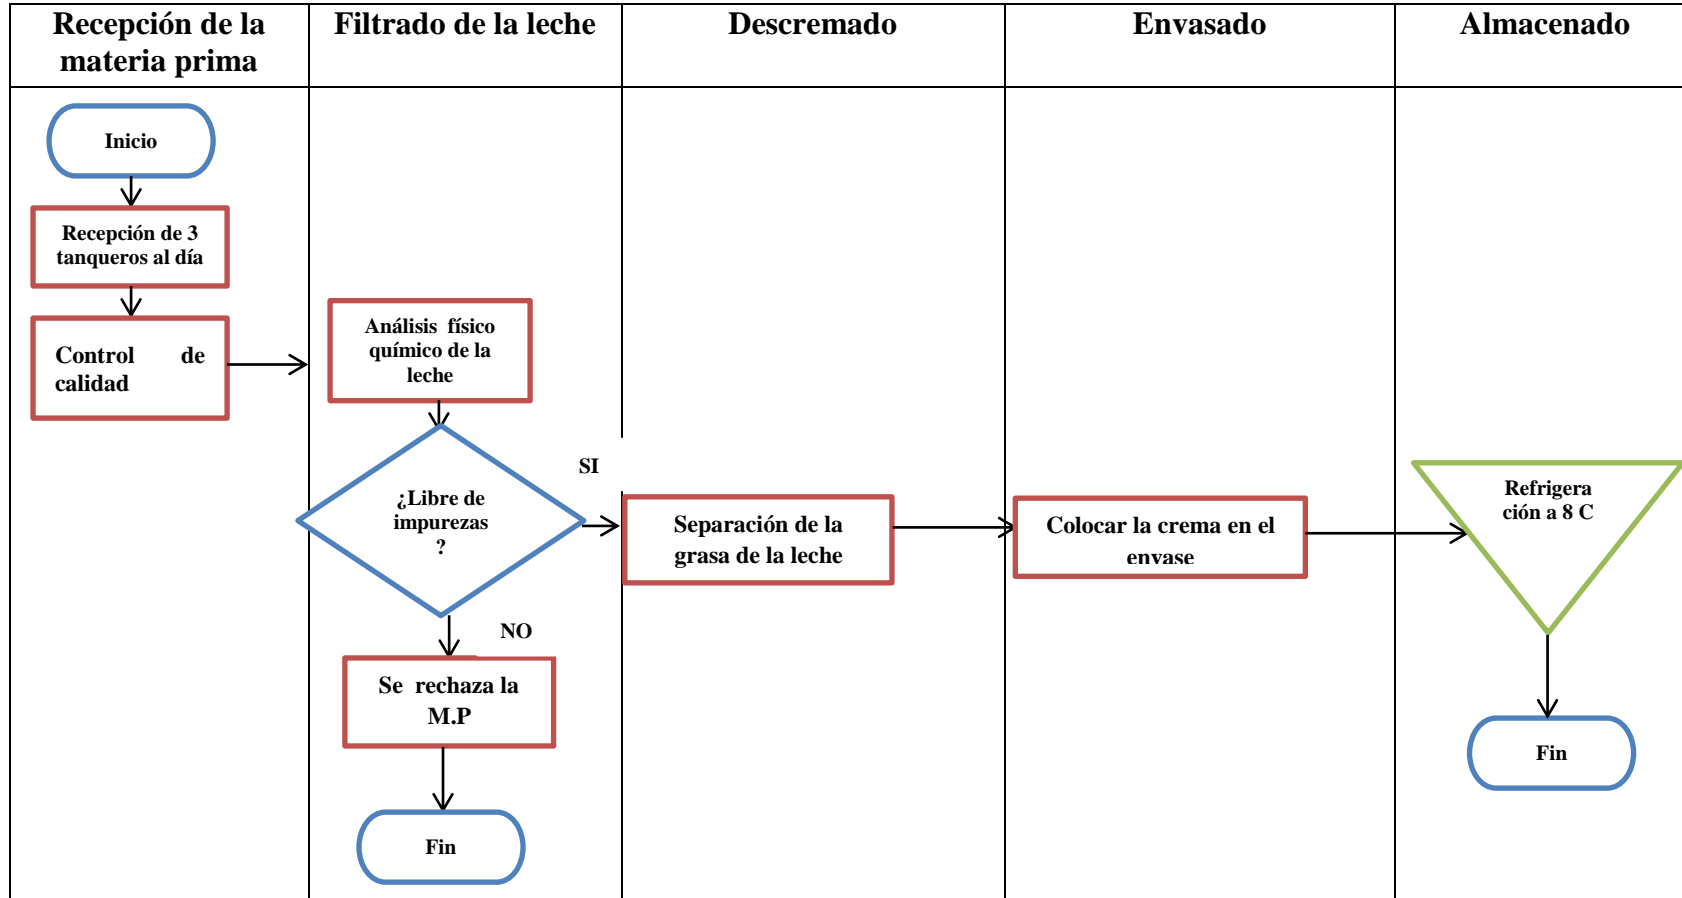 Recepción de la
materia prima
Filtrado de la leche
Descremado
Envasado
Almacenado
Inicio
Recepción de 3
tanqueros al día
Control de
calidad
Análisis físico
químico de la
leche
¿Libre de
impurezas
?
SI
NO
Se rechaza la
M.P
Fin
Separación de la
grasa de la leche
Colocar la crema en el
envase
Refrigera
ción a 8 C
Fin